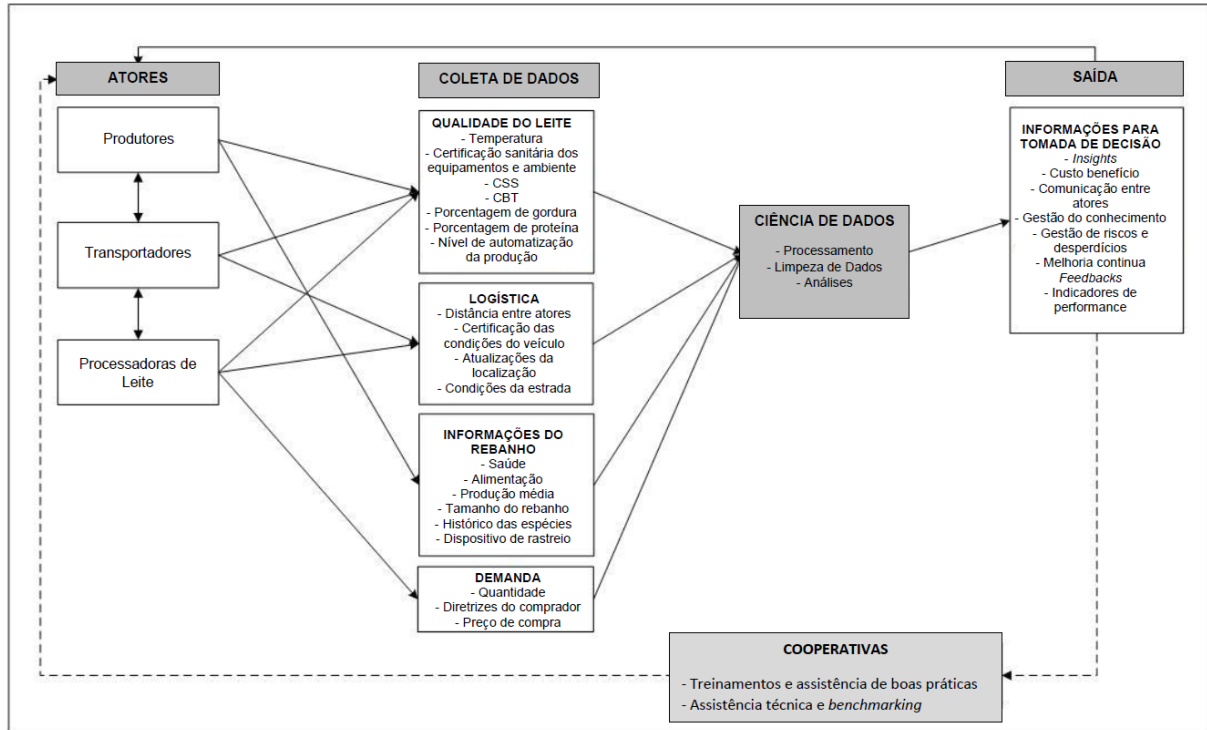 ATORES
Produtores
Transportadores
Processadoras de
Leite
COLETA DE DADOS
QUALIDADE DO LEITE
- Temperatura
- Certificação sanitária dos
equipamentos e ambiente
- CSS
- CBT
- Porcentagem de gordura
- Porcentagem de proteína
- Nível de automatização
da produção
LOGÍSTICA
- Distância entre atores
- Certificação das
condições do veículo
- Atualizações da
localização
- Condições da estrada
INFORMAÇÕES DO
REBANHO
- Saúde
- Alimentação
- Produção média
- Tamanho do rebanho
- Histórico das espécies
- Dispositivo de rastreio
DEMANDA
- Quantidade
- Diretrizes do comprador
- Preço de compra
CIÊNCIA DE DADOS
- Processamento
- Limpeza de Dados
- Análises
SAÍDA
INFORMAÇÕES PARA
TOMADA DE DECISÃO
- Insights
- Custo benefício
- Comunicação entre
atores
- Gestão do conhecimento
- Gestão de riscos e
desperdícios
- Melhoria continua
Feedbacks
- Indicadores de
performance
COOPERATIVAS
- Treinamentos e assistência de boas práticas
- Assistência técnica e benchmarking